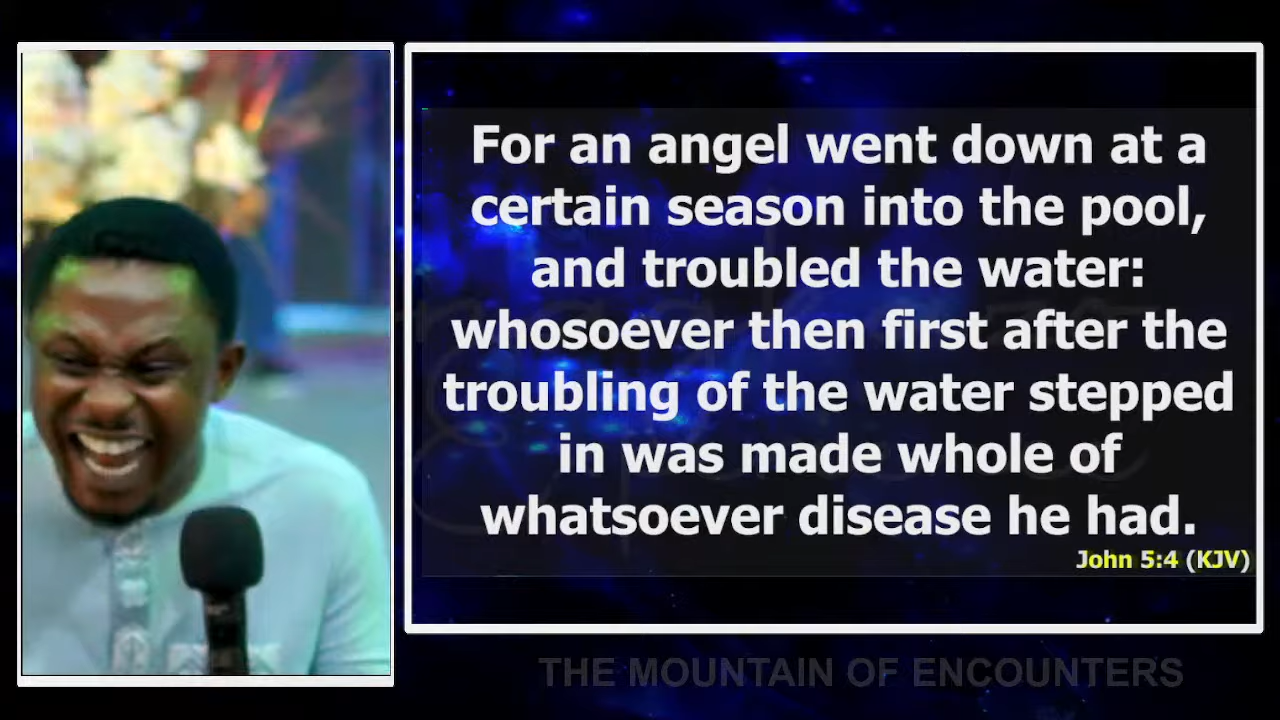 For an angel went down at a
certain season into the pool,
and troubled the water:
whosoever then first after the
troubling of the water stepped
in was made whole of
whatsoever disease he had.
John 5:4 (KJV)
THE MOUNTAIN OF ENCOUNTERS